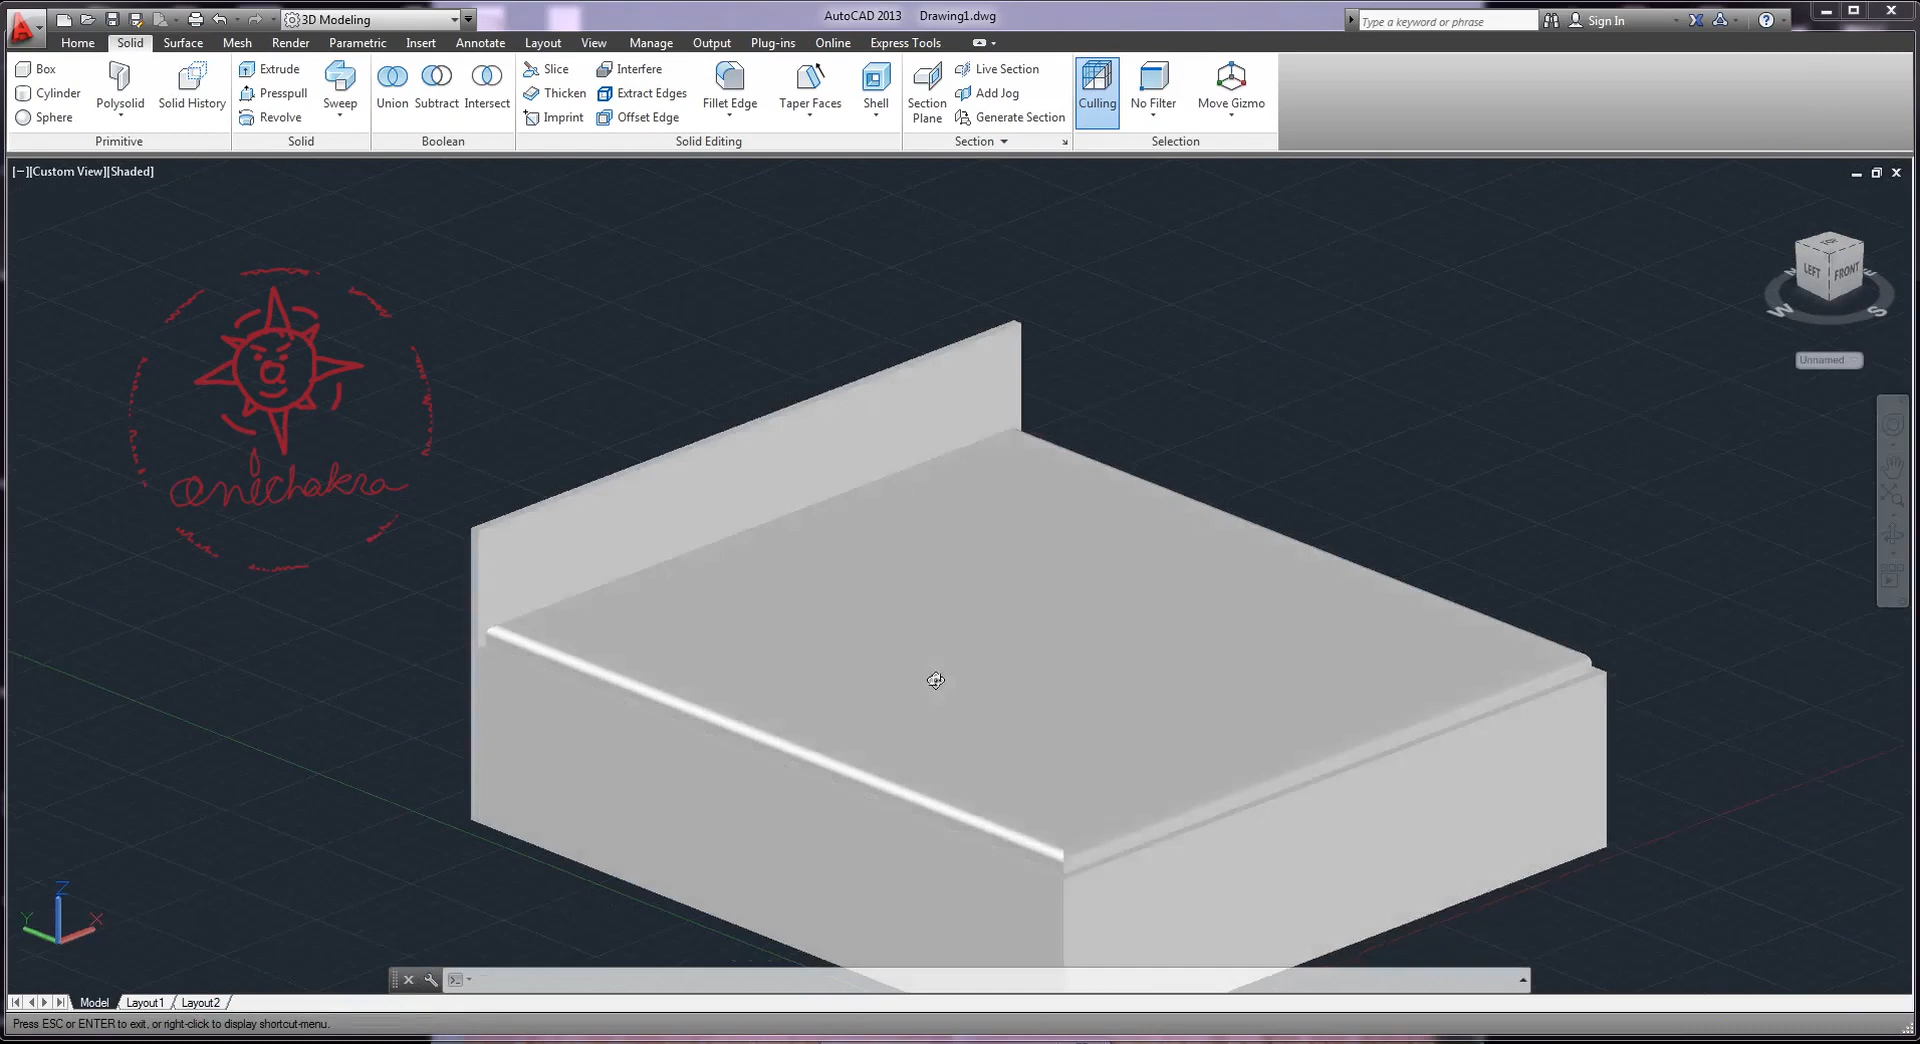 3D Modeling
AutoCAD 2013 Drawing1.dwg
Type a keyword or phrase
Sign In
Home Solid Surface Mesh Render Parametric Insert Annotate Layout View Manage Output Plug-ins Online Express Tools
Box
Cylinder
Sphere
Polysolid
Solid History
Primitive
Extrude
Presspull
Revolve
Sweep
Solid
Union Subtract Intersect
Boolean
Slice
Thicken
Imprint
Interfere
Extract Edges
Offset Edge
Fillet Edge
Taper Faces
Shell
Solid Editing
Section
Plane
Live Section
Add Jog
Generate Section
Section
Culling
No Filter
Move Gizmo
Selection
[−][Custom View][Shaded]
TOP
LEFT FRONT
W S
Unnamed
onichakra
Z
Y X
Model Layout1 Layout2
Press ESC or ENTER to exit, or right-click to display shortcut-menu.